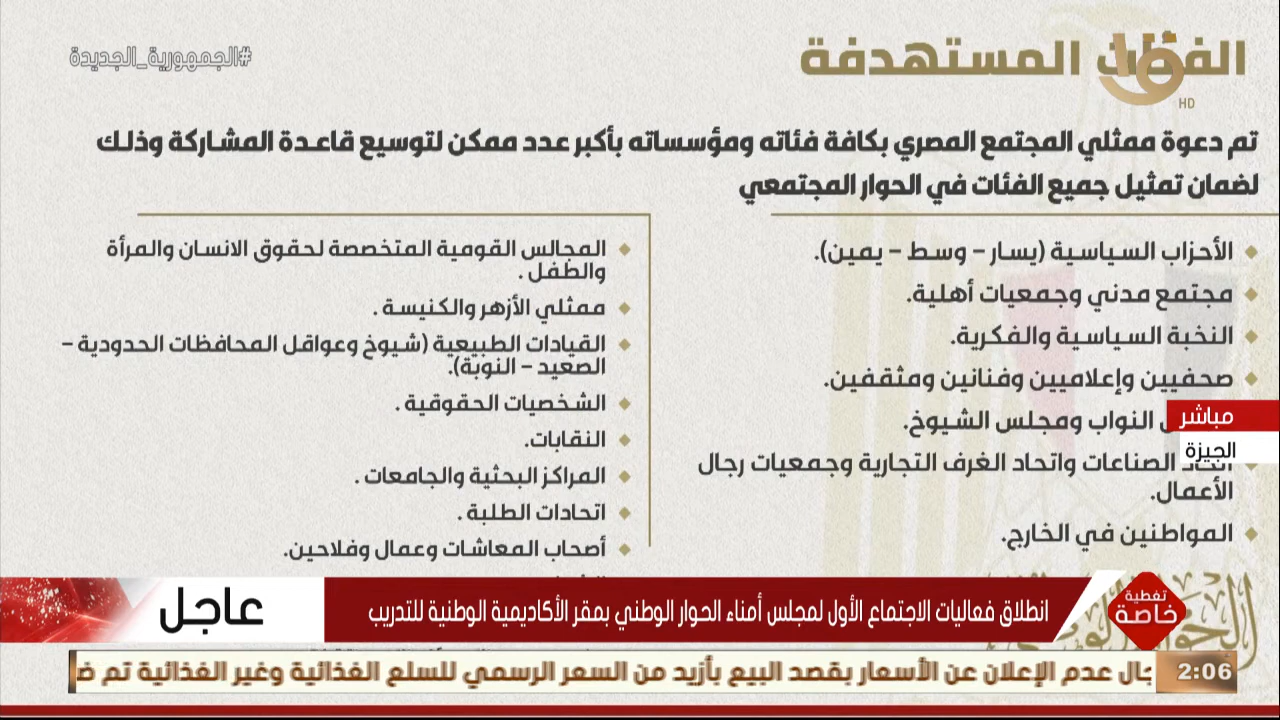 #الجمهورية_الجديدة
المستهدفة
HD
تم دعوة ممثلي المجتمع المصري بكافة فئاته ومؤسساته بأكبر عدد ممكن لتوسيع قاعدة المشاركة وذلك
لضمان تمثيل جميع الفئات في الحوار المجتمعي
الأحزاب السياسية (يسار – وسط – يمين).
مجتمع مدني وجمعيات أهلية.
النخبة السياسية والفكرية.
صحفيين وإعلاميين وفنانين ومثقفين.
النواب ومجلس الشيوخ.
الصناعات واتحاد الغرف التجارية وجمعيات رجال
الأعمال.
المواطنين في الخارج.
المجالس القومية المتخصصة لحقوق الانسان والمرأة
والطفل .
ممثلي الأزهر والكنيسة .
القيادات الطبيعية (شيوخ وعواقل المحافظات الحدودية –
الصعيد – النوبة).
الشخصيات الحقوقية .
النقابات.
المراكز البحثية والجامعات .
اتحادات الطلبة .
أصحاب المعاشات وعمال وفلاحين.
مباشر
الجيزة
تغطية
خاصة
انطلاق فعاليات الاجتماع الأول لمجلس أمناء الحوار الوطني بمقر الأكاديمية الوطنية للتدريب
عاجل
2:06
عدم الإعلان عن الأسعار بقصد البيع بأزيد من السعر الرسمي للسلع الغذائية وغير الغذائية تم